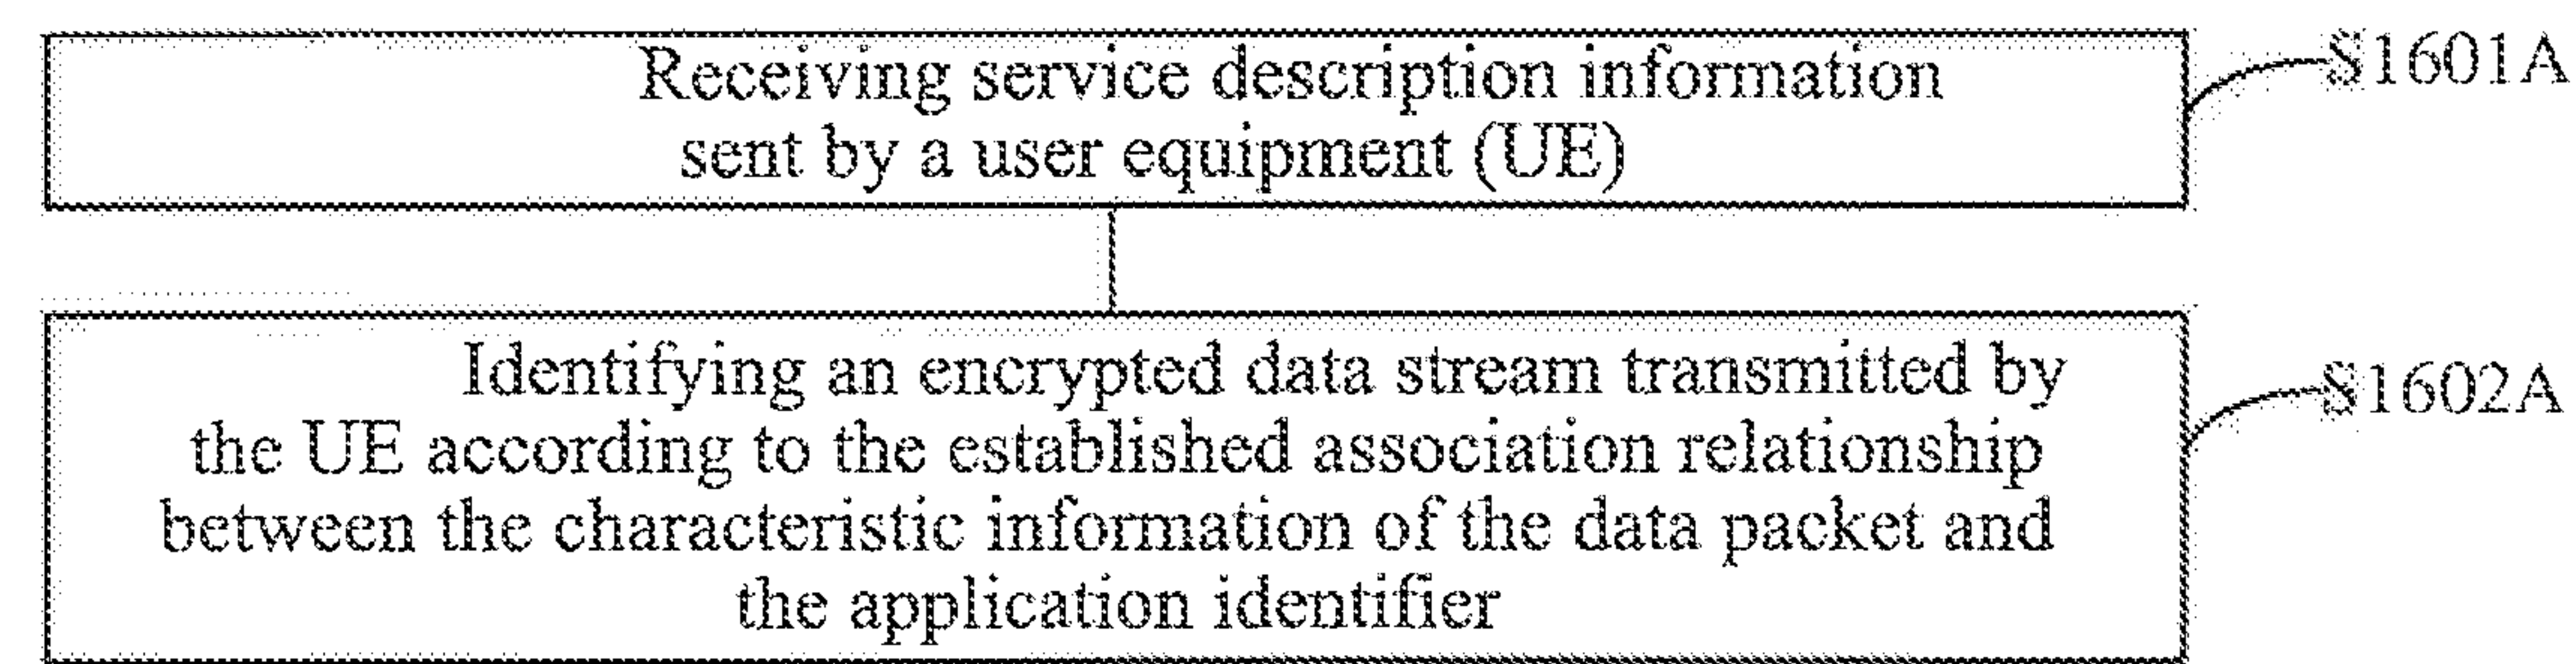 Receiving service description information
sent by a user equipment (UE)
S1601A
Identifying an encrypted data stream transmitted by
the UE according to the established association relationship
between the characteristic information of the data packet and
the application identifier
S1602A